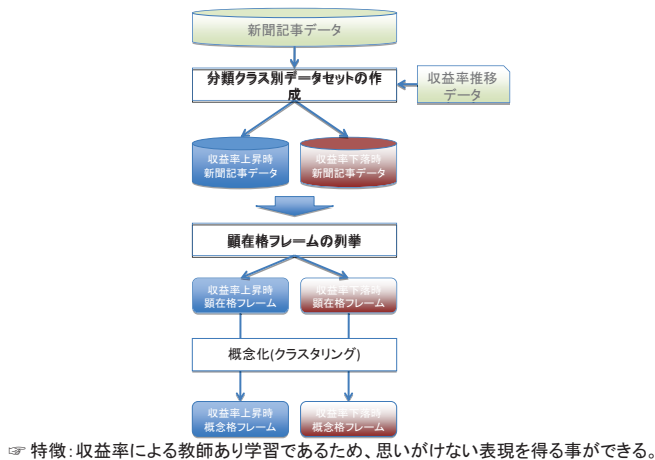 新聞記事データ
分類クラス別データセットの作
成
収益率推移
データ
収益率上昇時
新聞記事データ
収益率下落時
新聞記事データ
顕在格フレームの列挙
収益率上昇時
顕在格フレーム
収益率下落時
顕在格フレーム
概念化(クラスタリング)
収益率上昇時
概念格フレーム
収益率下落時
概念格フレーム
☞ 特徴：収益率による教師あり学習であるため、思いがけない表現を得る事ができる。